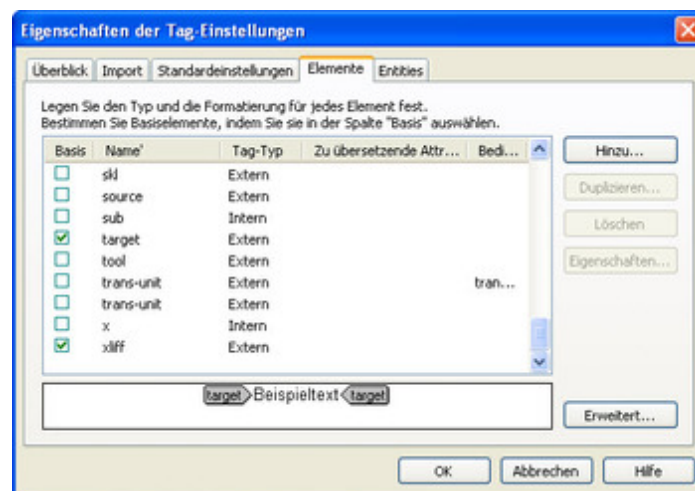 Eigenschaften der Tag-Einstellungen
Überblick Import Standardeinstellungen Elemente Entities
Legen Sie den Typ und die Formatierung für jedes Element fest.
Bestimmen Sie Basiselemente, indem Sie sie in der Spalte "Basis" auswählen.
Basis Name' Tag-Typ Zu übersetzende Attr... Bedi...
Hinzu...
skl Extern
source Extern
Duplizieren...
sub Intern
Löschen
target Extern
tool Extern
Eigenschaften...
trans-unit Extern tran...
trans-unit Extern
x Intern
xliff Extern
target Beispieltext target
Erweitert...
OK Abbrechen Hilfe